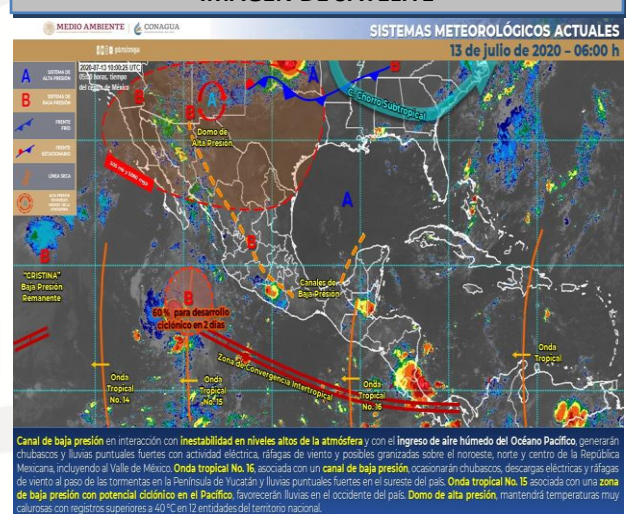 IMAGEN DE SATÉLITE
MEDIO AMBIENTE
CONAGUA
SISTEMAS METEOROLÓGICOS ACTUALES
13 de julio de 2020 – 06:00 h
2020-07-13 10:00:25 UTC
05:00 horas, tiempo
del centro de México
A
SISTEMA DE
ALTA PRESIÓN
B
SISTEMA DE
BAJA PRESIÓN
FRENTE
FRÍO
FRENTE
ESTACIONARIO
LÍNEA SECA
B
B
A
A
B
C. Chorro Subtropical
Domo de
Alta Presión
A
B
B
"CRISTINA"
Baja Presión
Remanente
B
60 % para desarrollo
ciclónico en 2 días
Canales de
Baja Presión
Zona de Convergencia Intertropical
Onda
Tropical
No. 14
Onda
Tropical
No. 15
Onda
Tropical
No. 16
Onda
Tropical
Canal de baja presión en interacción con inestabilidad en niveles altos de la atmósfera y con el ingreso de aire húmedo del Océano Pacífico, generarán
chubascos y lluvias puntuales fuertes con actividad eléctrica, ráfagas de viento y posibles granizadas sobre el noroeste, norte y centro de la República
Mexicana, incluyendo al Valle de México. Onda tropical No. 16, asociada con un canal de baja presión, ocasionarán chubascos, descargas eléctricas y ráfagas
de viento al paso de las tormentas en la Península de Yucatán y lluvias puntuales fuertes en el sureste del país. Onda tropical No. 15 asociada con una zona
de baja presión con potencial ciclónico en el Pacífico, favorecerán lluvias en el occidente del país. Domo de alta presión, mantendrá temperaturas muy
calurosas con registros superiores a 40 °C en 12 entidades del territorio nacional.